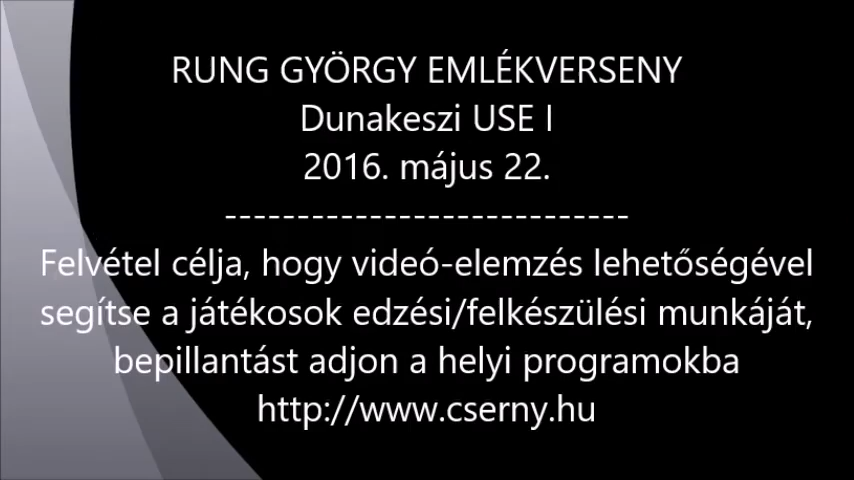 RUNG GYÖRGY EMLÉKVERSENY
Dunakeszi USE I
2016. május 22.
----------------------------
Felvétel célja, hogy videó-elemzés lehetőségével
segítse a játékosok edzési/felkészülési munkáját,
bepillantást adjon a helyi programokba
http://www.cserny.hu